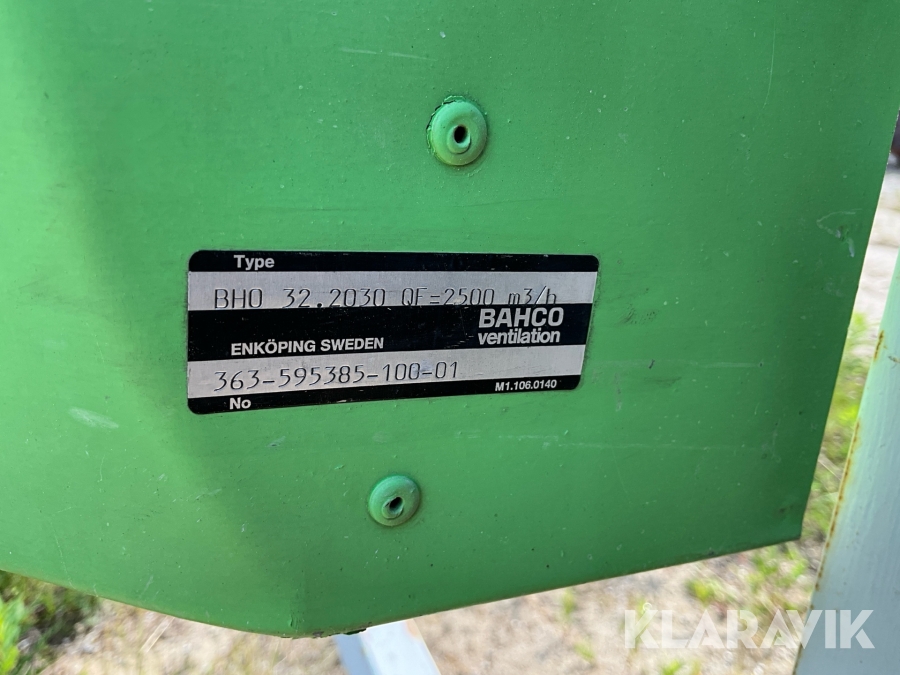 Type
BHO 32.2030 QF=2500 m3/h
BAHCO
ventilation
ENKÖPING SWEDEN
363-595385-100-01
No
M1.106.0140
KLARAVIK